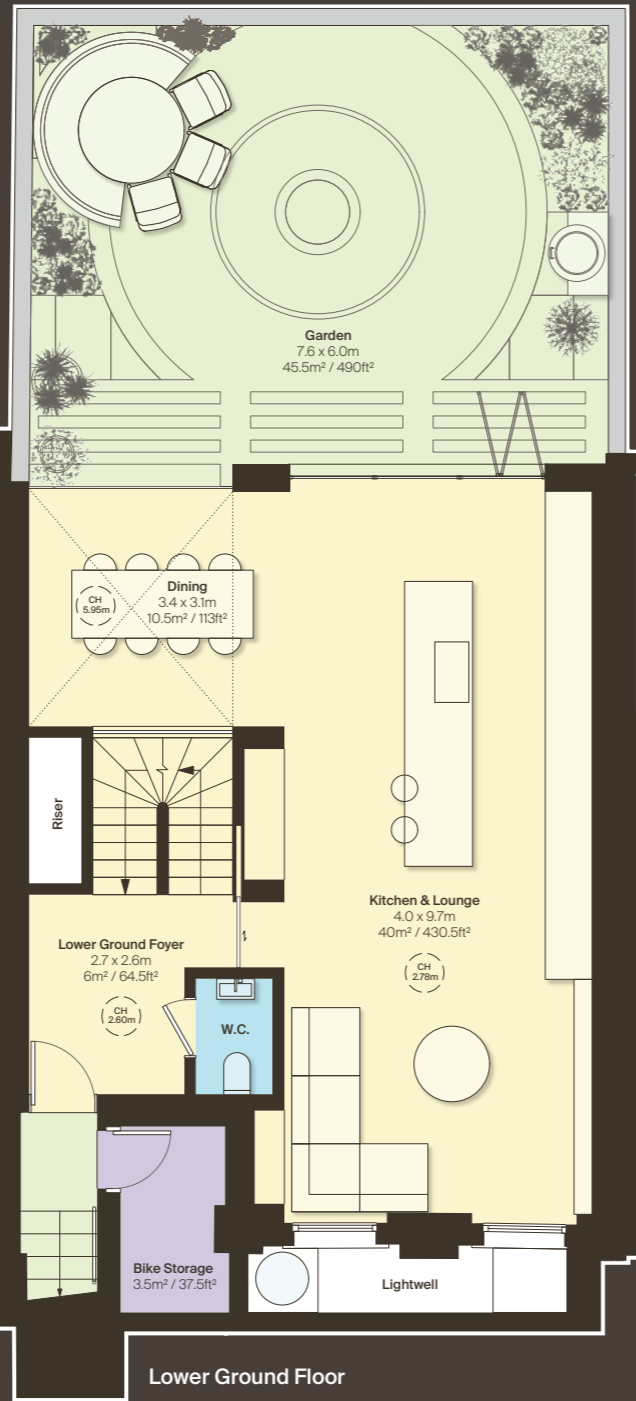 Garden
7.6 x 6.0m
45.5m² / 490ft²
Dining
3.4 x 3.1m
10.5m² / 113ft²
CH
5.95m
Riser
Kitchen & Lounge
4.0 x 9.7m
40m² / 430.5ft²
CH
2.78m
Lower Ground Foyer
2.7 x 2.6m
6m² / 64.5ft²
CH
2.60m
W.C.
Bike Storage
3.5m² / 37.5ft²
Lightwell
Lower Ground Floor